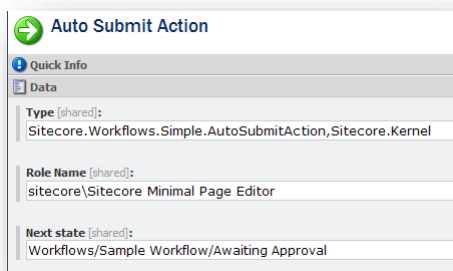 Auto Submit Action
Quick Info
Data
Type [shared]:
Sitecore.Workflows.Simple.AutoSubmitAction,Sitecore.Kernel
Role Name [shared]:
sitecore\Sitecore Minimal Page Editor
Next state [shared]:
Workflows/Sample Workflow/Awaiting Approval